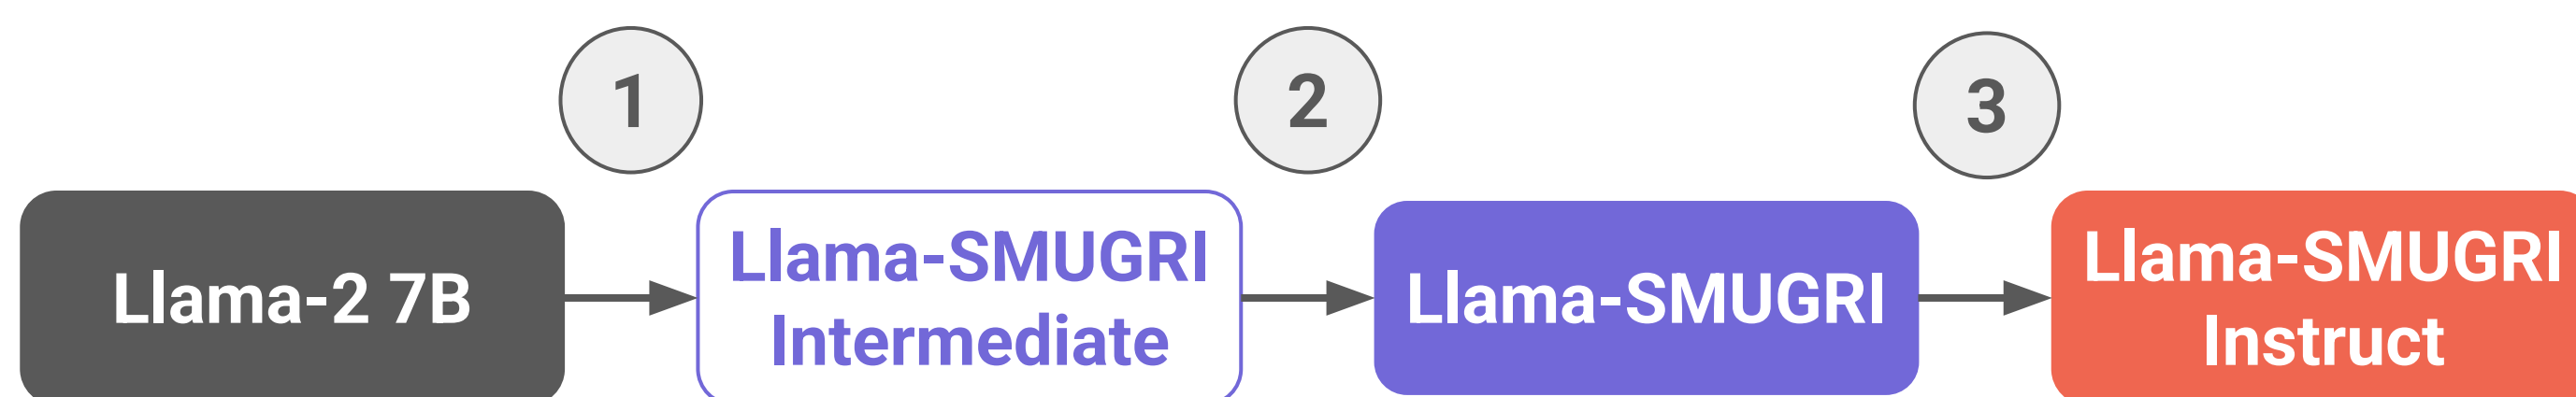 1
2
3
Llama-2 7B
Llama-SMUGRI
Intermediate
Llama-SMUGRI
Llama-SMUGRI
Instruct